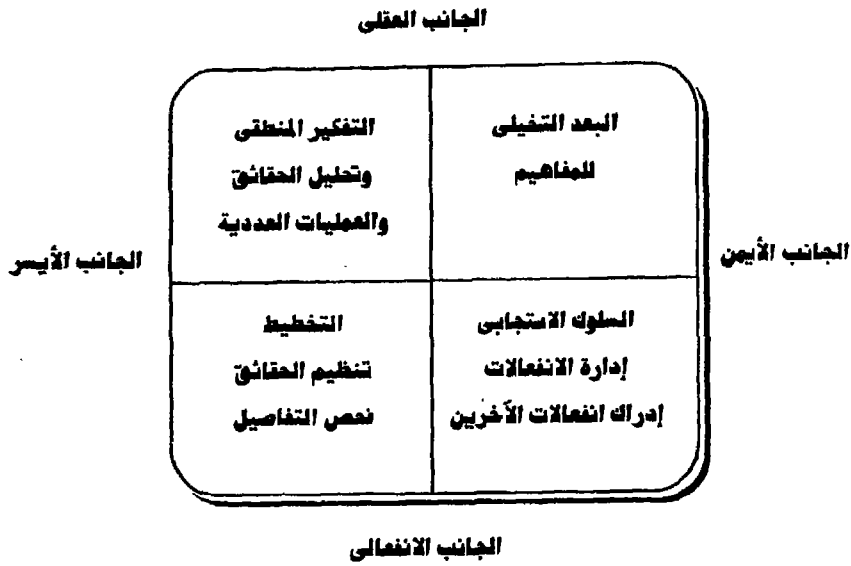 الجانب العقلى
البعد التخيلى
للمفاهيم
التفكير المنطقى
وتحليل الحقائق
والعمليات العددية
الجانب الأيمن
الجانب الأيسر
السلوك الاستجابى
إدارة الانفعالات
إدراك انفعالات الآخرين
التخطيط
تنظيم الحقائق
فحص التفاصيل
الجانب الانفعالى